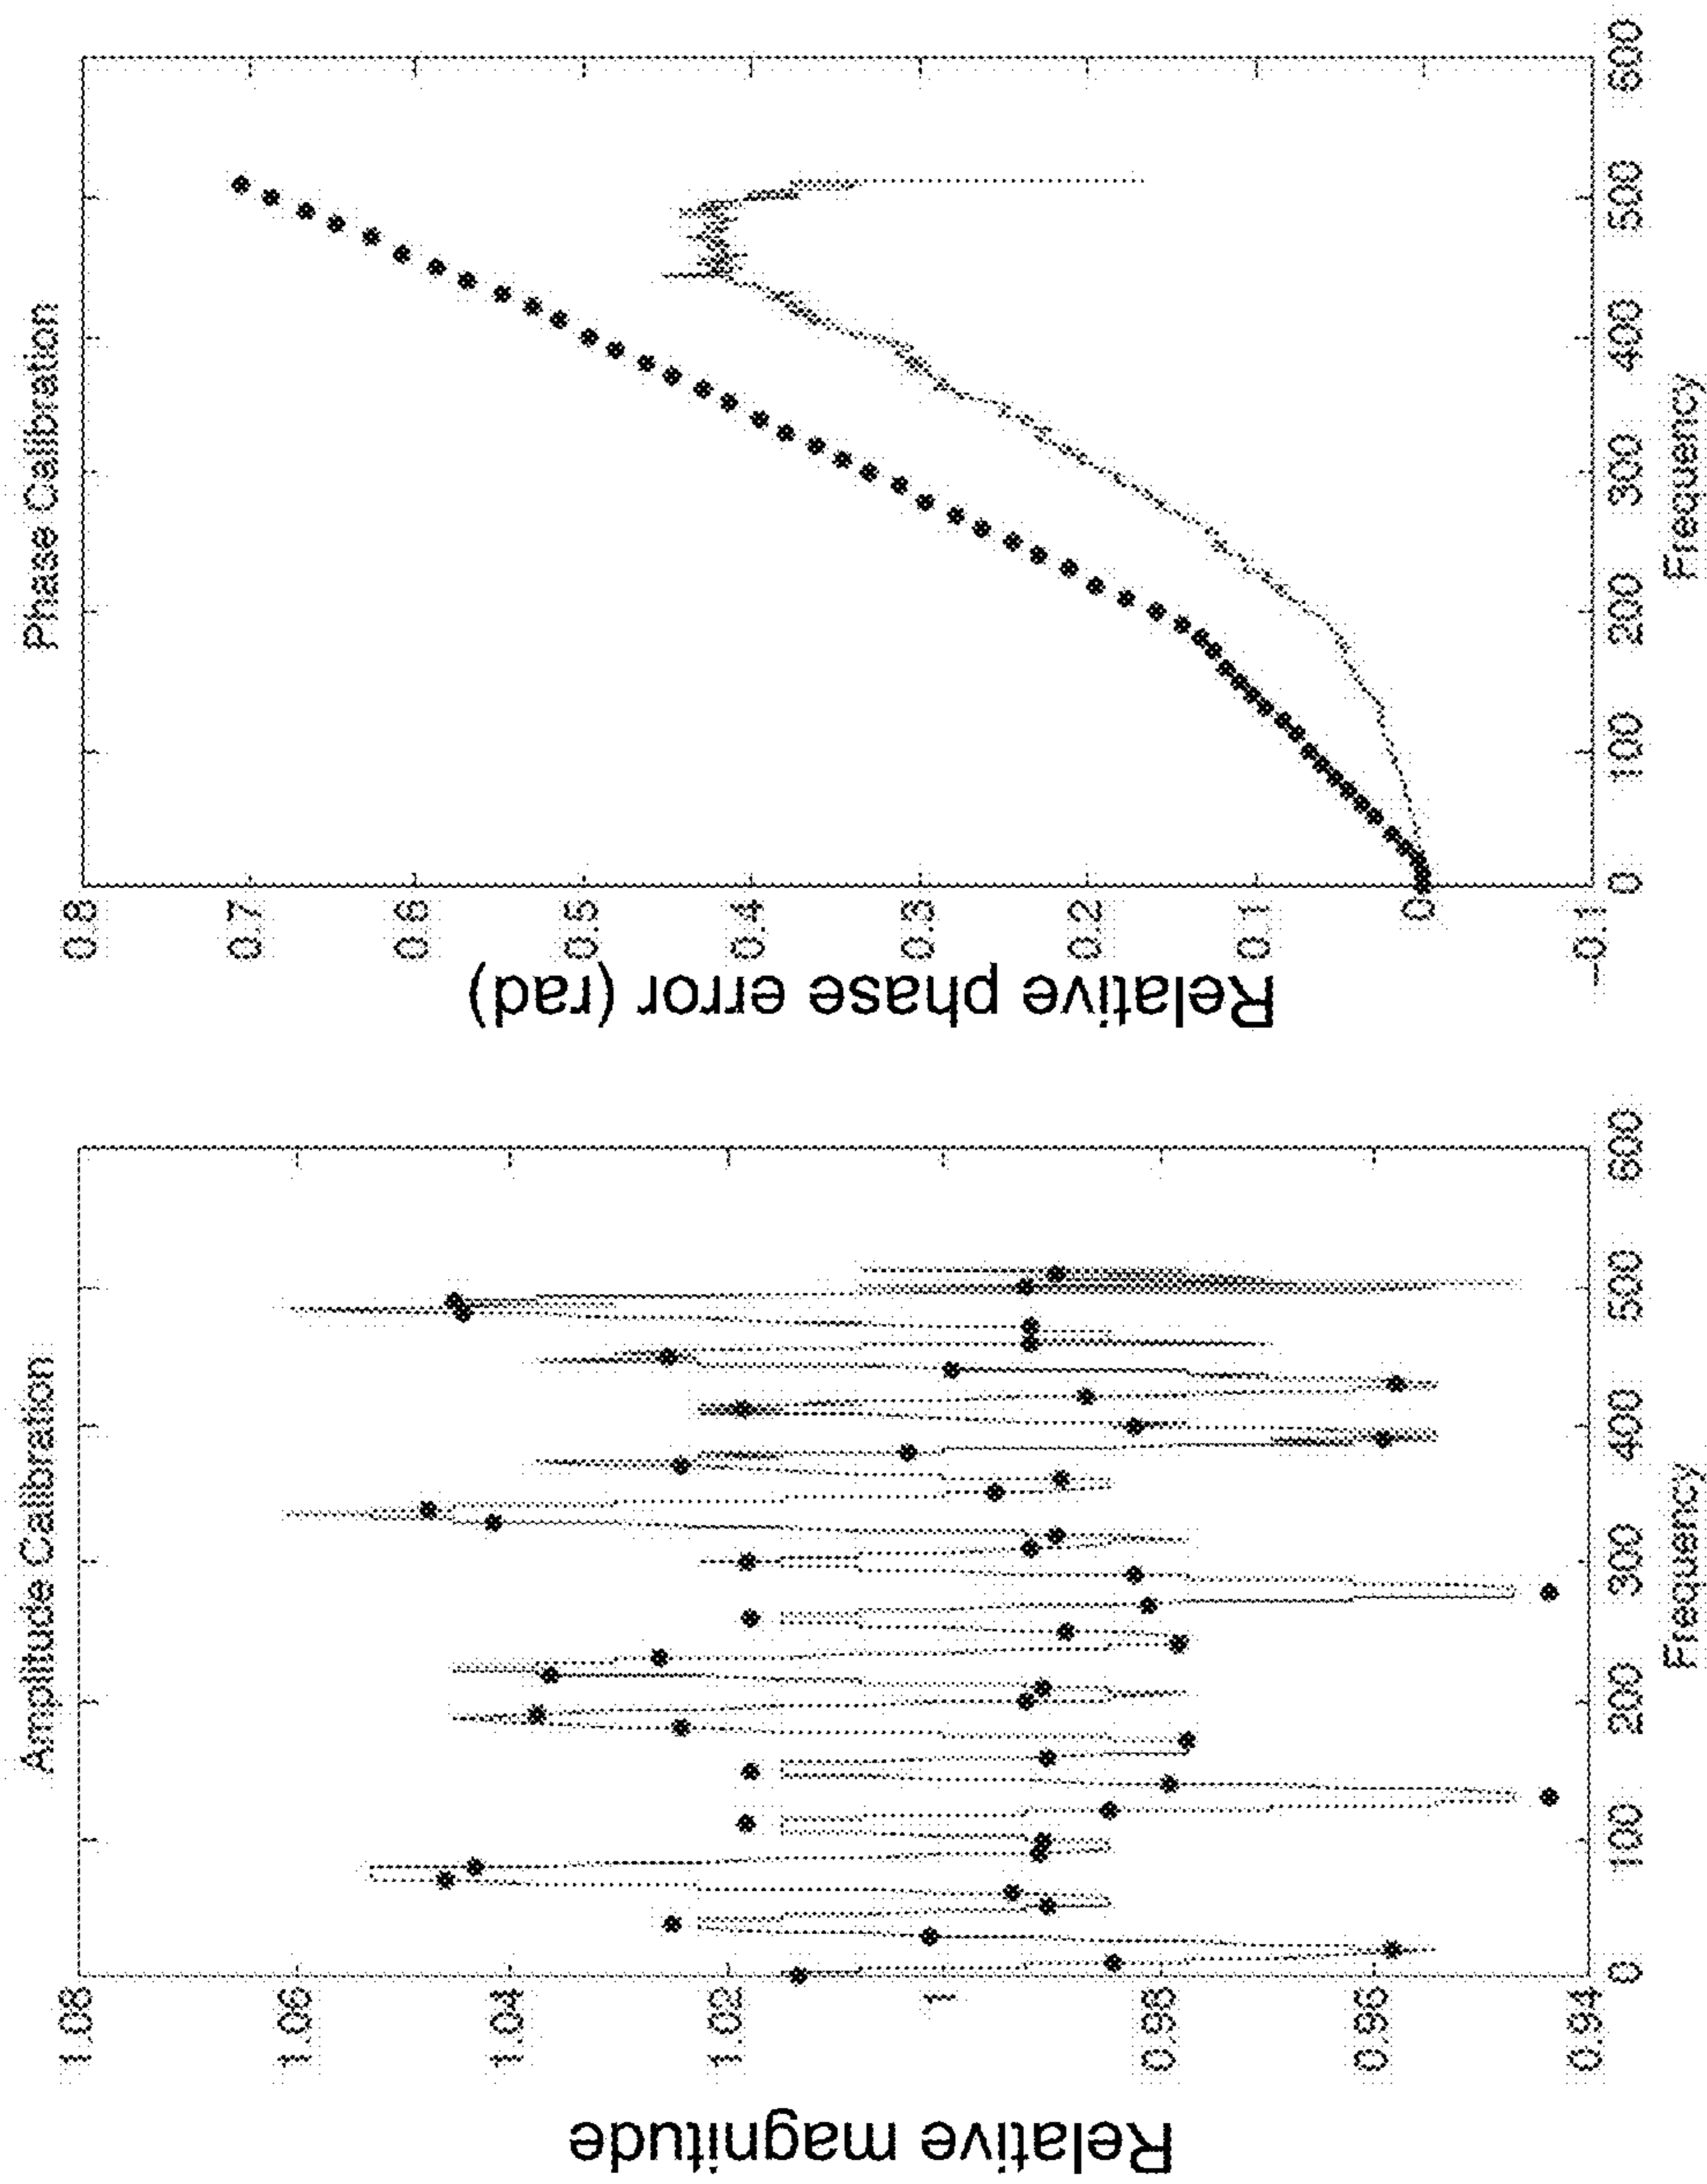 Amplitude Calibration
Relative magnitude
1.08
1.06
1.04
1.02
1
0.98
0.96
0.94
0 100 200 300 400 500 600
Frequency
Phase Calibration
Relative phase error (rad)
0.8
0.7
0.6
0.5
0.4
0.3
0.2
0.1
0
-0.1
0 100 200 300 400 500 600
Frequency